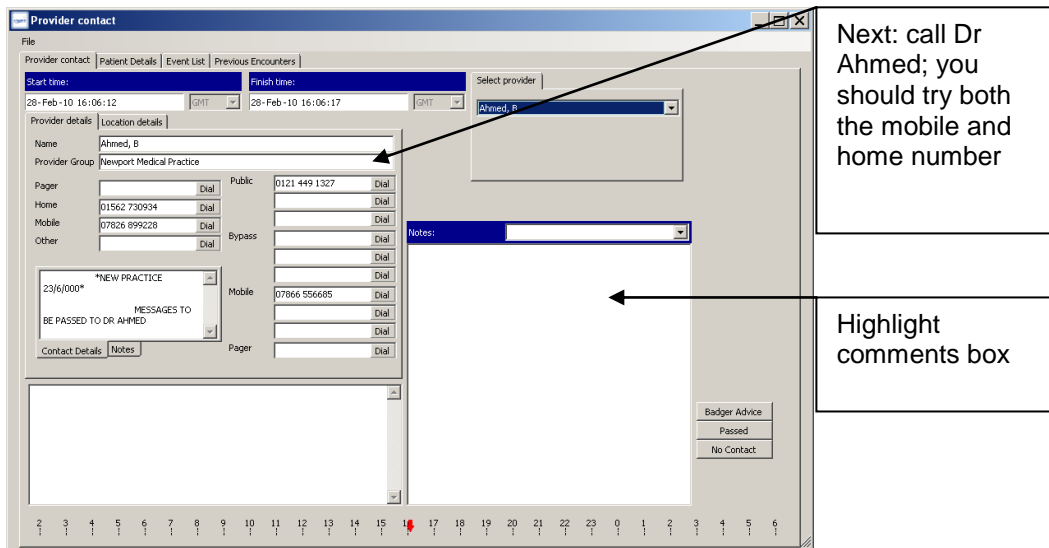 Provider contact
File
Provider contact Patient Details Event List Previous Encounters
Start time: Finish time:
28-Feb-10 16:06:12 GMT 28-Feb-10 16:06:17 GMT
Select provider
Ahmed, B
Provider details Location details
Name Ahmed, B
Provider Group Newport Medical Practice
Pager Dial
Home 01562 730934 Dial
Mobile 07826 899228 Dial
Other Dial
Public 0121 449 1327 Dial
Dial
Dial
Bypass Dial
Dial
Dial
Mobile 07866 556685 Dial
Dial
Dial
Pager Dial
*NEW PRACTICE
23/6/000*
MESSAGES TO
BE PASSED TO DR AHMED
Contact Details Notes
Notes:
Badger Advice
Passed
No Contact
2 3 4 5 6 7 8 9 10 11 12 13 14 15 16 17 18 19 20 21 22 23 0 1 2 3 4 5 6
Next: call Dr
Ahmed; you
should try both
the mobile and
home number
Highlight
comments box